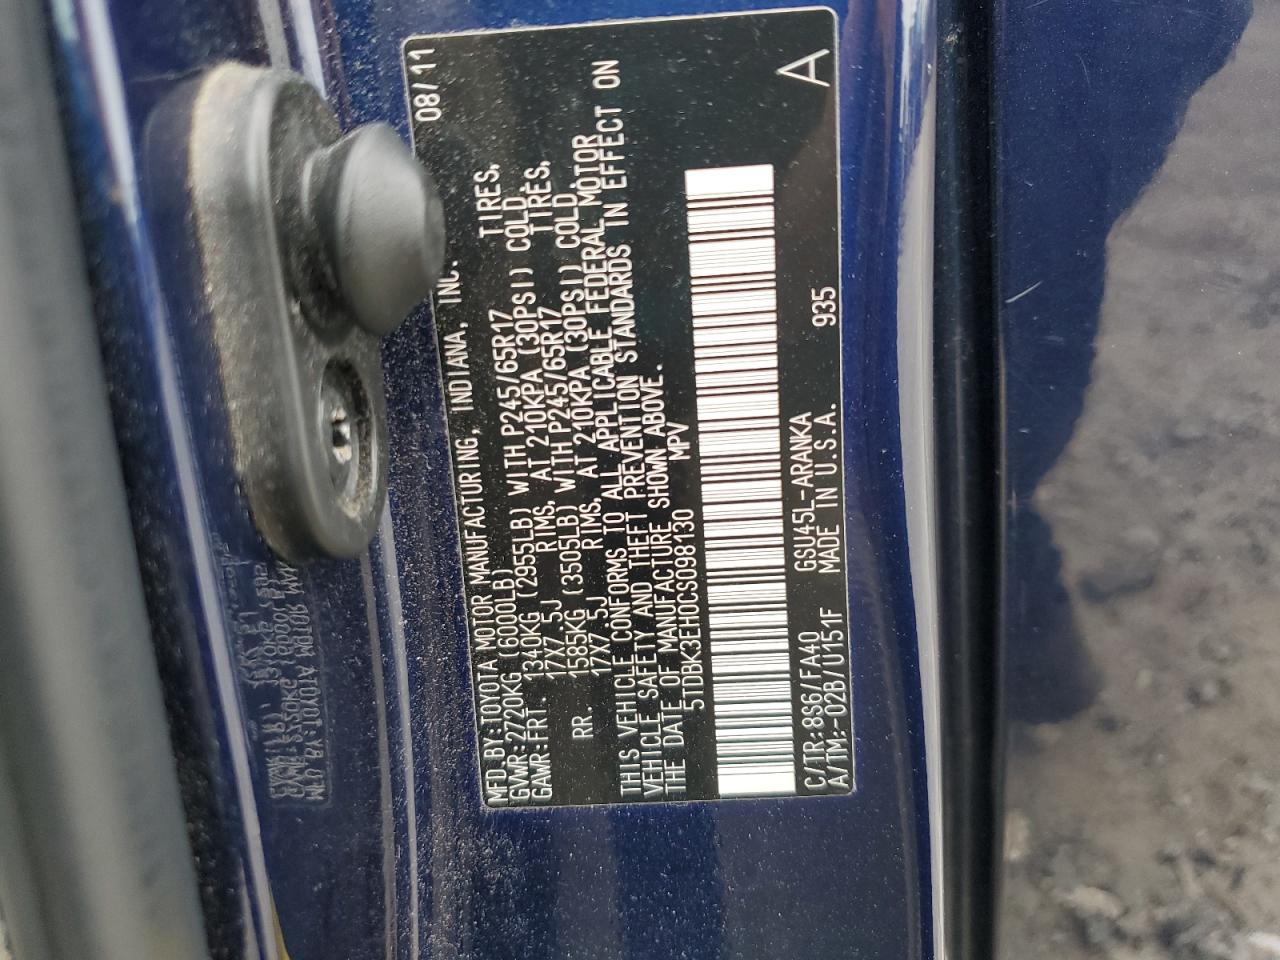 MFD.BY:TOYOTA MOTOR MANUFACTURING, INDIANA, INC. 08/11
GVWR:2720KG (6000LB)
GAWR:FRT. 1340KG (2955LB) WITH P245/65R17 TIRES,
17X7.5J RIMS, AT 210KPA (30PSI) COLD
RR. 1585KG (3505LB) WITH P245/65R17 TIRES,
17X7.5J RIMS, AT 210KPA (30PSI) COLD.
THIS VEHICLE CONFORMS TO ALL APPLICABLE FEDERAL MOTOR
VEHICLE SAFETY AND THEFT PREVENTION STANDARDS IN EFFECT ON
THE DATE OF MANUFACTURE SHOWN ABOVE.
5TDBK3EH0CS098130 MPV
C/TR:8S6/FA40 GSU45L-ARANKA
A/TM:-02B/U151F MADE IN U.S.A. 935
A